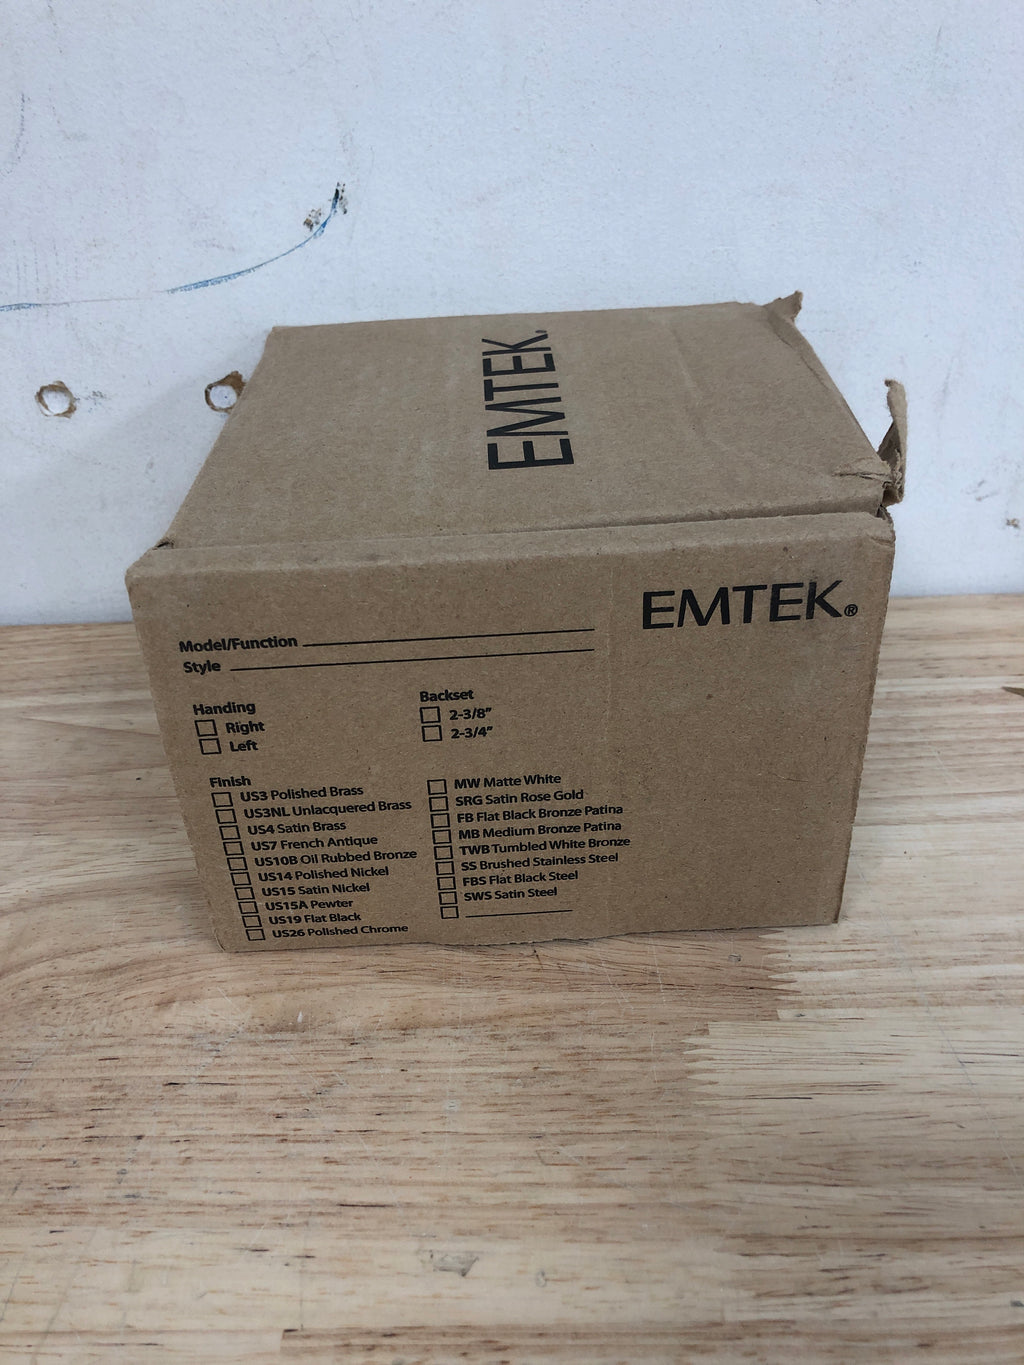 EMTEK.
EMTEK®
Model/Function
Style
Handing
Right
Left
Backset
2-3/8"
2-3/4"
Finish
US3 Polished Brass
US3NL Unlacquered Brass
US4 Satin Brass
US7 French Antique
US10B Oil Rubbed Bronze
US14 Polished Nickel
US15 Satin Nickel
US15A Pewter
US19 Flat Black
US26 Polished Chrome
MW Matte White
SRG Satin Rose Gold
FB Flat Black Bronze Patina
MB Medium Bronze Patina
TWB Tumbled White Bronze
SS Brushed Stainless Steel
FBS Flat Black Steel
SWS Satin Steel